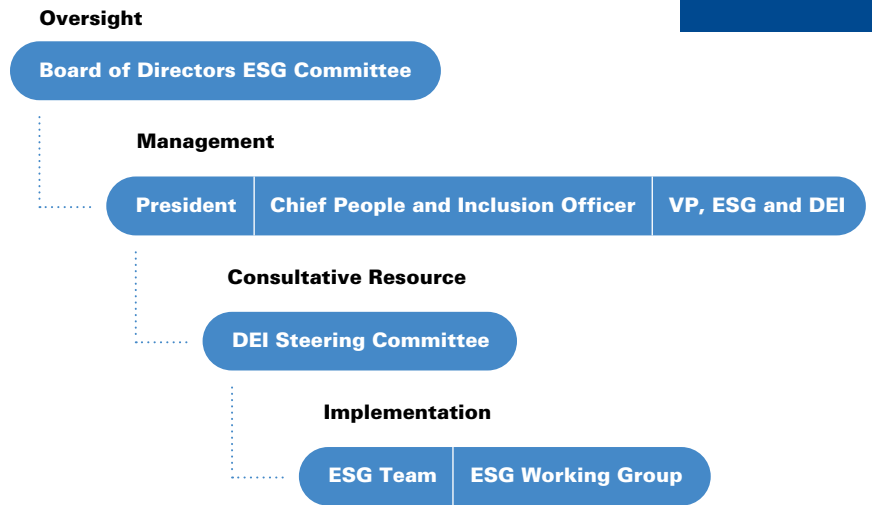 Oversight
Board of Directors ESG Committee
Management
President Chief People and Inclusion Officer VP, ESG and DEI
Consultative Resource
DEI Steering Committee
Implementation
ESG Team ESG Working Group